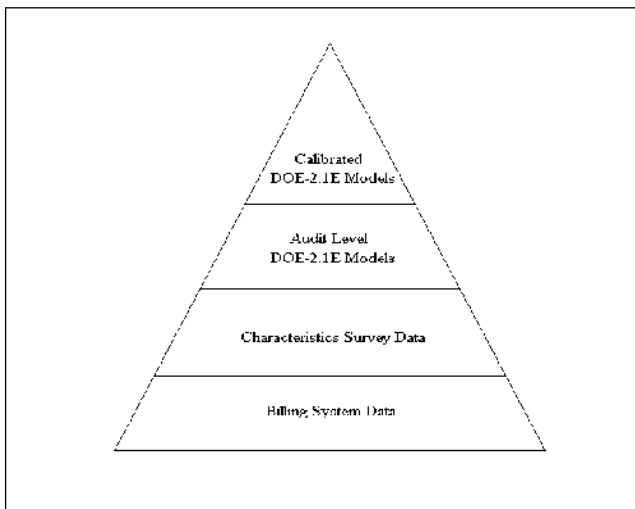 Calibrated
DOE-2.1E Models
Audit Level
DOE-2.1E Models
Characteristics Survey Data
Billing System Data